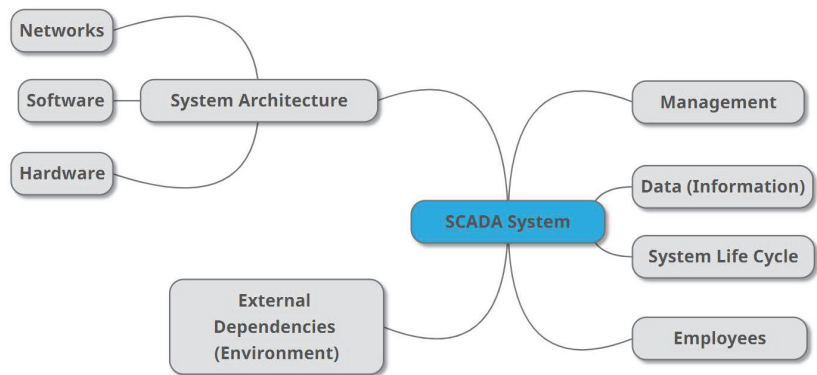 Networks
Software
System Architecture
Hardware
Management
Data (Information)
SCADA System
System Life Cycle
External
Dependencies
(Environment)
Employees